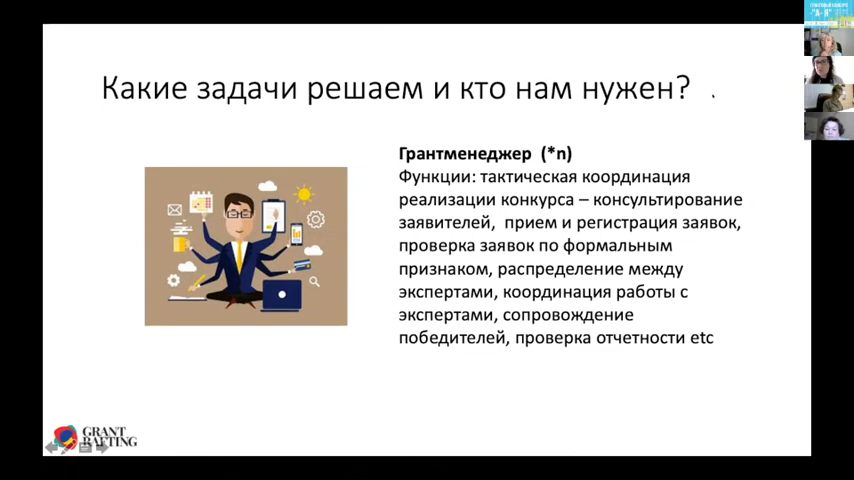 Какие задачи решаем и кто нам нужен?
Грантменеджер (*n)
Функции: тактическая координация
реализации конкурса – консультирование
заявителей, прием и регистрация заявок,
проверка заявок по формальным
признаком, распределение между
экспертами, координация работы с
экспертами, сопровождение
победителей, проверка отчетности etc
GRANT
RAFTING
"А - Я"